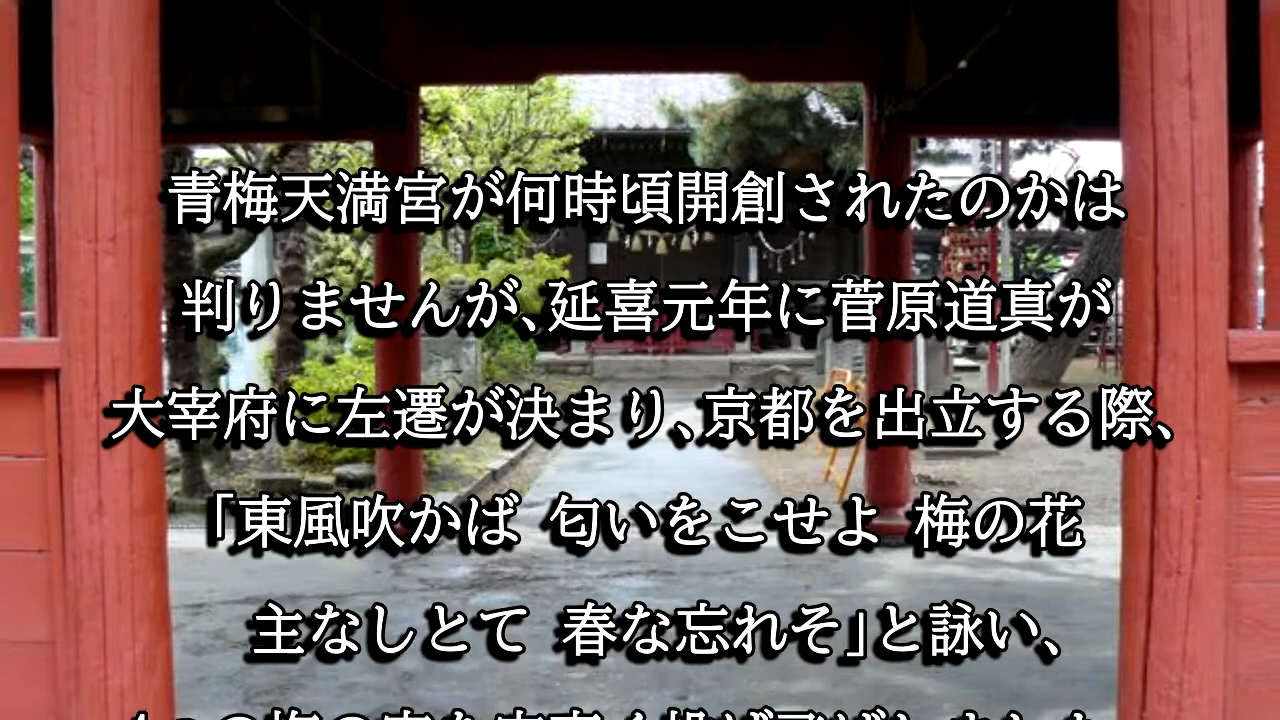 青梅天満宮が何時頃開創されたのかは
判りませんが、延喜元年に菅原道真が
大宰府に左遷が決まり、京都を出立する際、
「東風吹かば 匂いをこせよ 梅の花
主なしとて 春な忘れそ」と詠い、